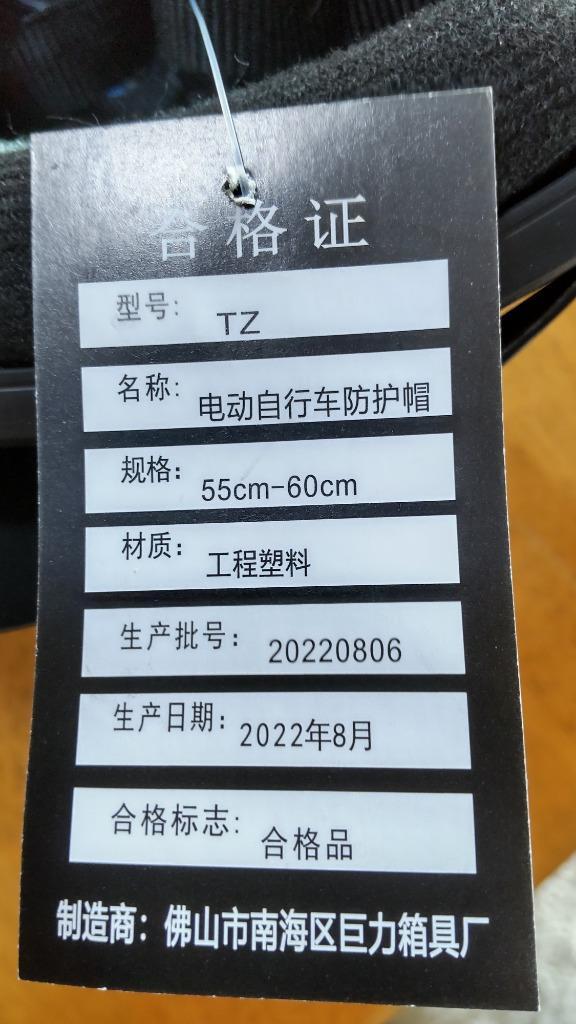 合格证
型号: TZ
名称: 电动自行车防护帽
规格: 55cm-60cm
材质: 工程塑料
生产批号: 20220806
生产日期: 2022年8月
合格标志: 合格品
制造商: 佛山市南海区巨力箱具厂